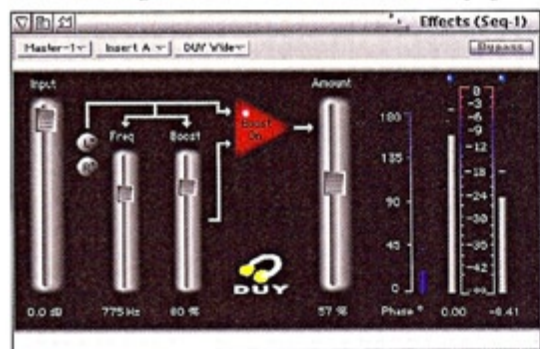 Effects (Seq-1)
Master-1 Insert A DUY Wide Bypass
Input
Freq
Boost
Boost On
Amount
180
135
90
45
0
0
-3
-6
-9
-12
-18
-24
-30
-35
-42
-∞
DUY
0.0 dB 775 Hz 80 % 57 % Phase ° 0.00 -8.41